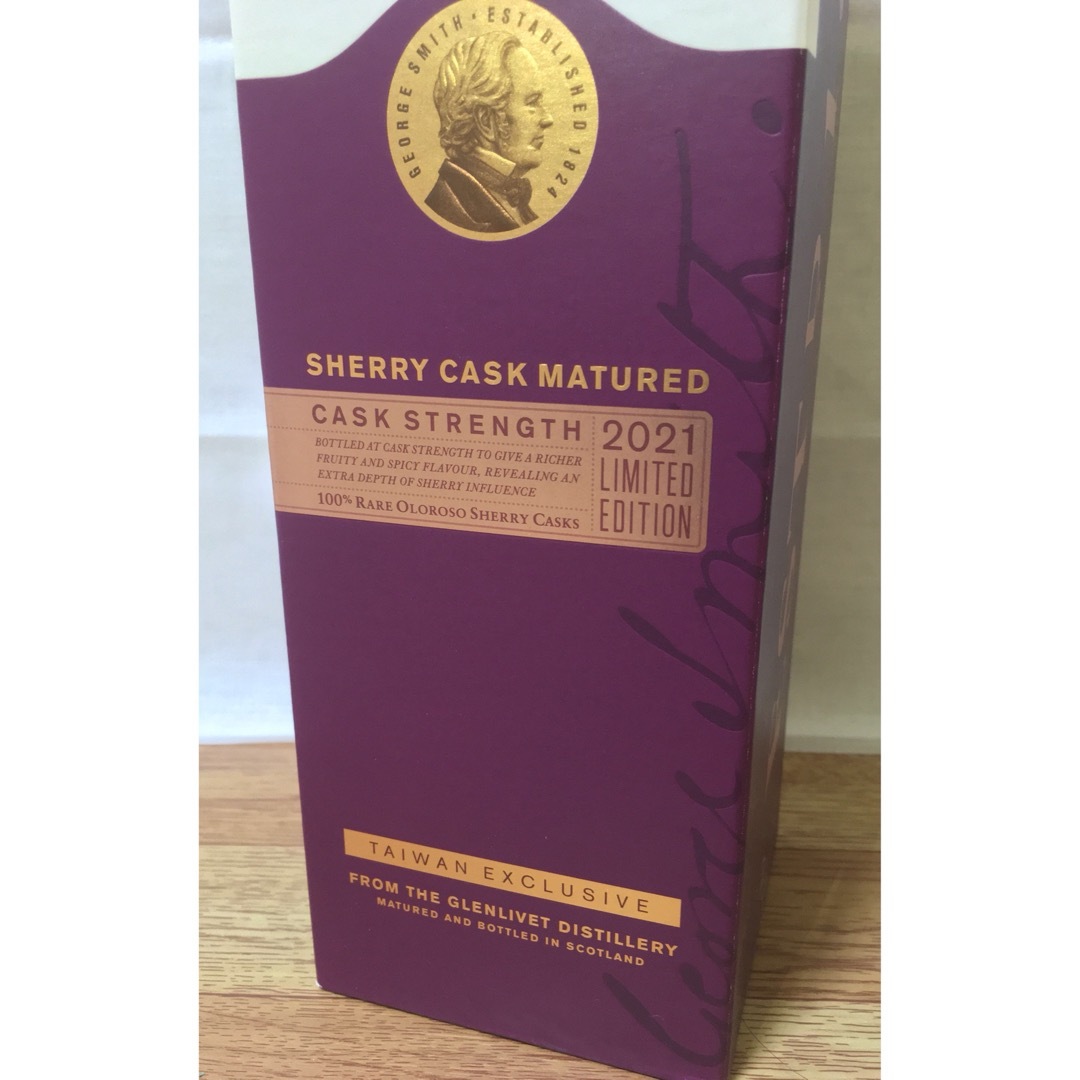 GEORGE SMITH · ESTABLISHED 1824
SHERRY CASK MATURED
CASK STRENGTH
BOTTLED AT CASK STRENGTH TO GIVE A RICHER
FRUITY AND SPICY FLAVOUR, REVEALING AN
EXTRA DEPTH OF SHERRY INFLUENCE
100% RARE OLOROSO SHERRY CASKS
2021
LIMITED
EDITION
George Smith.
TAIWAN EXCLUSIVE
FROM THE GLENLIVET DISTILLERY
MATURED AND BOTTLED IN SCOTLAND